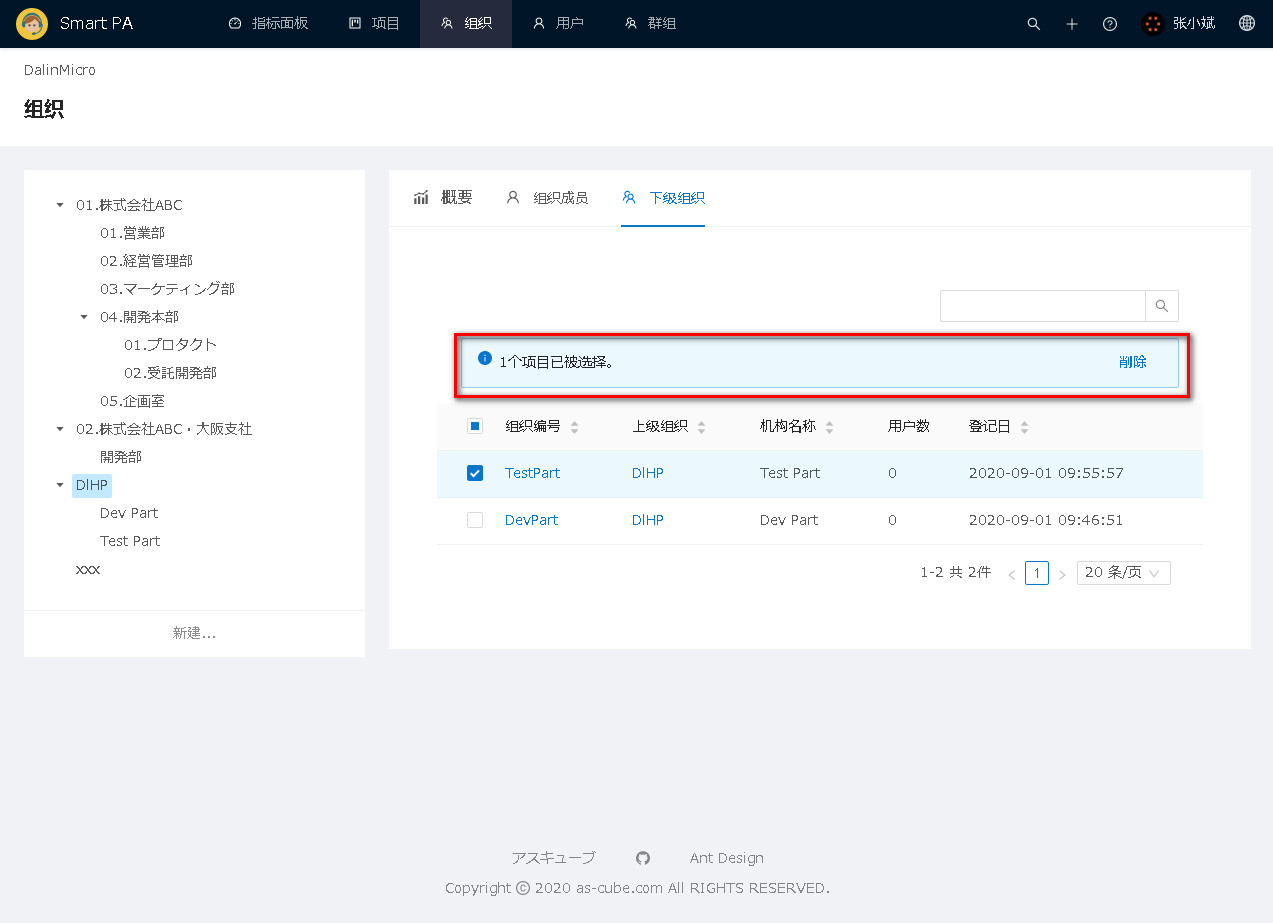 Smart PA 指标面板 项目 组织 用户 群组 张小斌
DalinMicro
组织
01.株式会社ABC
01.営業部
02.経営管理部
03.マーケティング部
04.開発本部
01.プロタクト
02.受託開発部
05.企画室
02.株式会社ABC・大阪支社
開発部
DlHP
Dev Part
Test Part
xxx
新建...
概要 组织成员 下级组织
1个项目已被选择。 削除
组织编号 上级组织 机构名称 用户数 登记日
TestPart DlHP Test Part 0 2020-09-01 09:55:57
DevPart DlHP Dev Part 0 2020-09-01 09:46:51
1-2 共 2件 < 1 > 20 条/页
アスキューブ Ant Design
Copyright © 2020 as-cube.com All RIGHTS RESERVED.